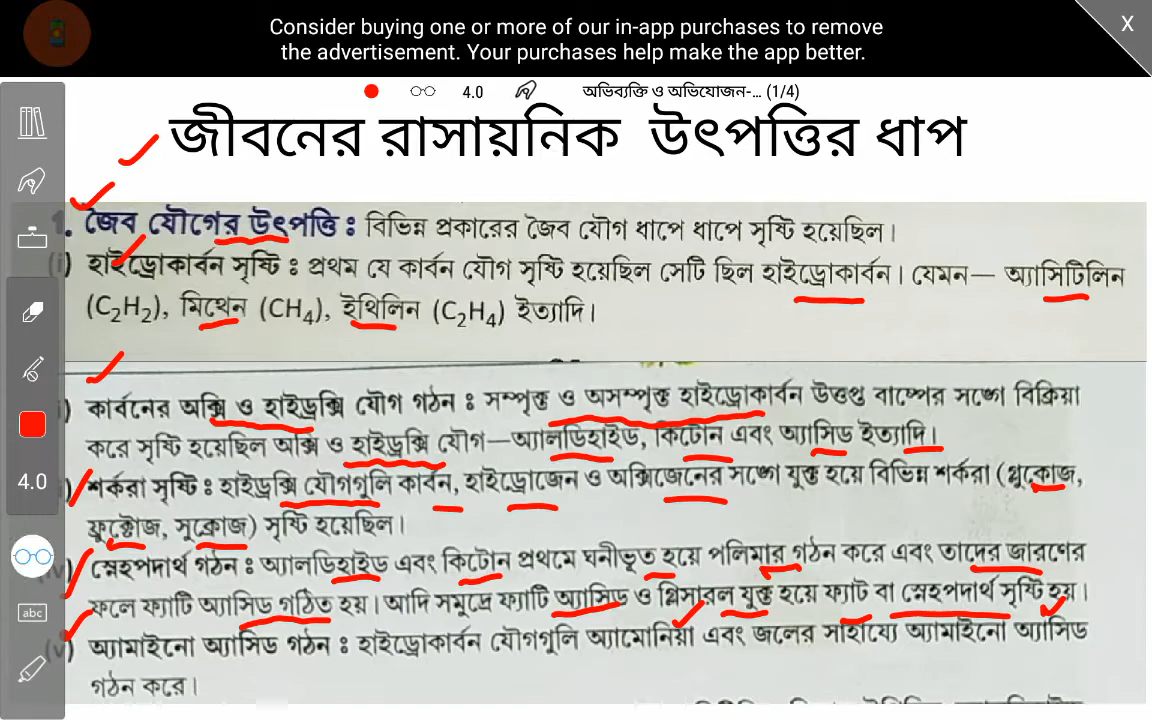 Consider buying one or more of our in-app purchases to remove
the advertisement. Your purchases help make the app better.
X
4.0 অভিব্যক্তি ও অভিযোজন-... (1/4)
জীবনের রাসায়নিক উৎপত্তির ধাপ
1. জৈব যৌগের উৎপত্তি : বিভিন্ন প্রকারের জৈব যৌগ ধাপে ধাপে সৃষ্টি হয়েছিল।
(i) হাইড্রোকার্বন সৃষ্টি : প্রথম যে কার্বন যৌগ সৃষ্টি হয়েছিল সেটি ছিল হাইড্রোকার্বন। যেমন— অ্যাসিটিলিন
(C₂H₂), মিথেন (CH₄), ইথিলিন (C₂H₄) ইত্যাদি।
) কার্বনের অক্সি ও হাইড্রক্সি যৌগ গঠন : সম্পৃক্ত ও অসম্পৃক্ত হাইড্রোকার্বন উত্তপ্ত বাষ্পের সঙ্গে বিক্রিয়া
করে সৃষ্টি হয়েছিল অক্সি ও হাইড্রক্সি যৌগ—অ্যালডিহাইড, কিটোন এবং অ্যাসিড ইত্যাদি।
) শর্করা সৃষ্টি : হাইড্রক্সি যৌগগুলি কার্বন, হাইড্রোজেন ও অক্সিজেনের সঙ্গে যুক্ত হয়ে বিভিন্ন শর্করা (গ্লুকোজ,
ফ্রুক্টোজ, সুক্রোজ) সৃষ্টি হয়েছিল।
(iv) স্নেহপদার্থ গঠন : অ্যালডিহাইড এবং কিটোন প্রথমে ঘনীভূত হয়ে পলিমার গঠন করে এবং তাদের জারণের
ফলে ফ্যাটি অ্যাসিড গঠিত হয়। আদি সমুদ্রে ফ্যাটি অ্যাসিড ও গ্লিসারল যুক্ত হয়ে ফ্যাট বা স্নেহপদার্থ সৃষ্টি হয়।
(v) অ্যামাইনো অ্যাসিড গঠন : হাইড্রোকার্বন যৌগগুলি অ্যামোনিয়া এবং জলের সাহায্যে অ্যামাইনো অ্যাসিড
গঠন করে।
4.0
abc